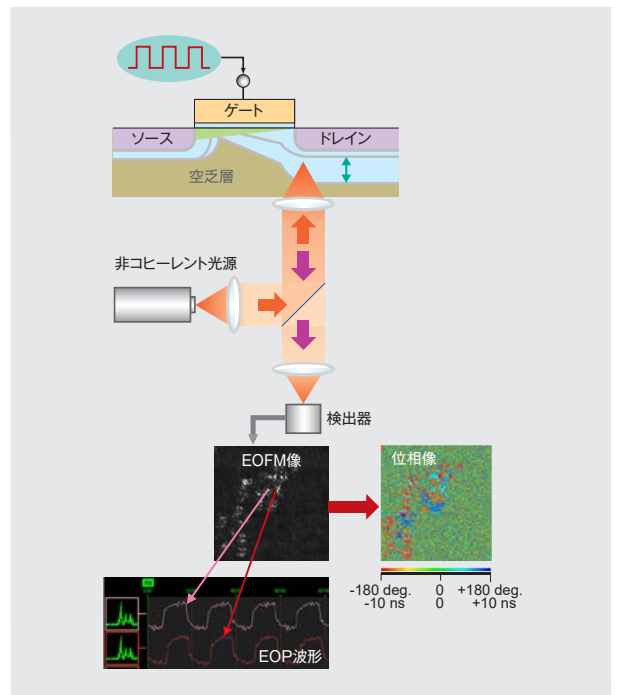 ゲート
ソース
ドレイン
空乏層
非コヒーレント光源
検出器
EOFM像
位相像
-180 deg.
0
+180 deg.
-10 ns
0
+10 ns
EOP波形